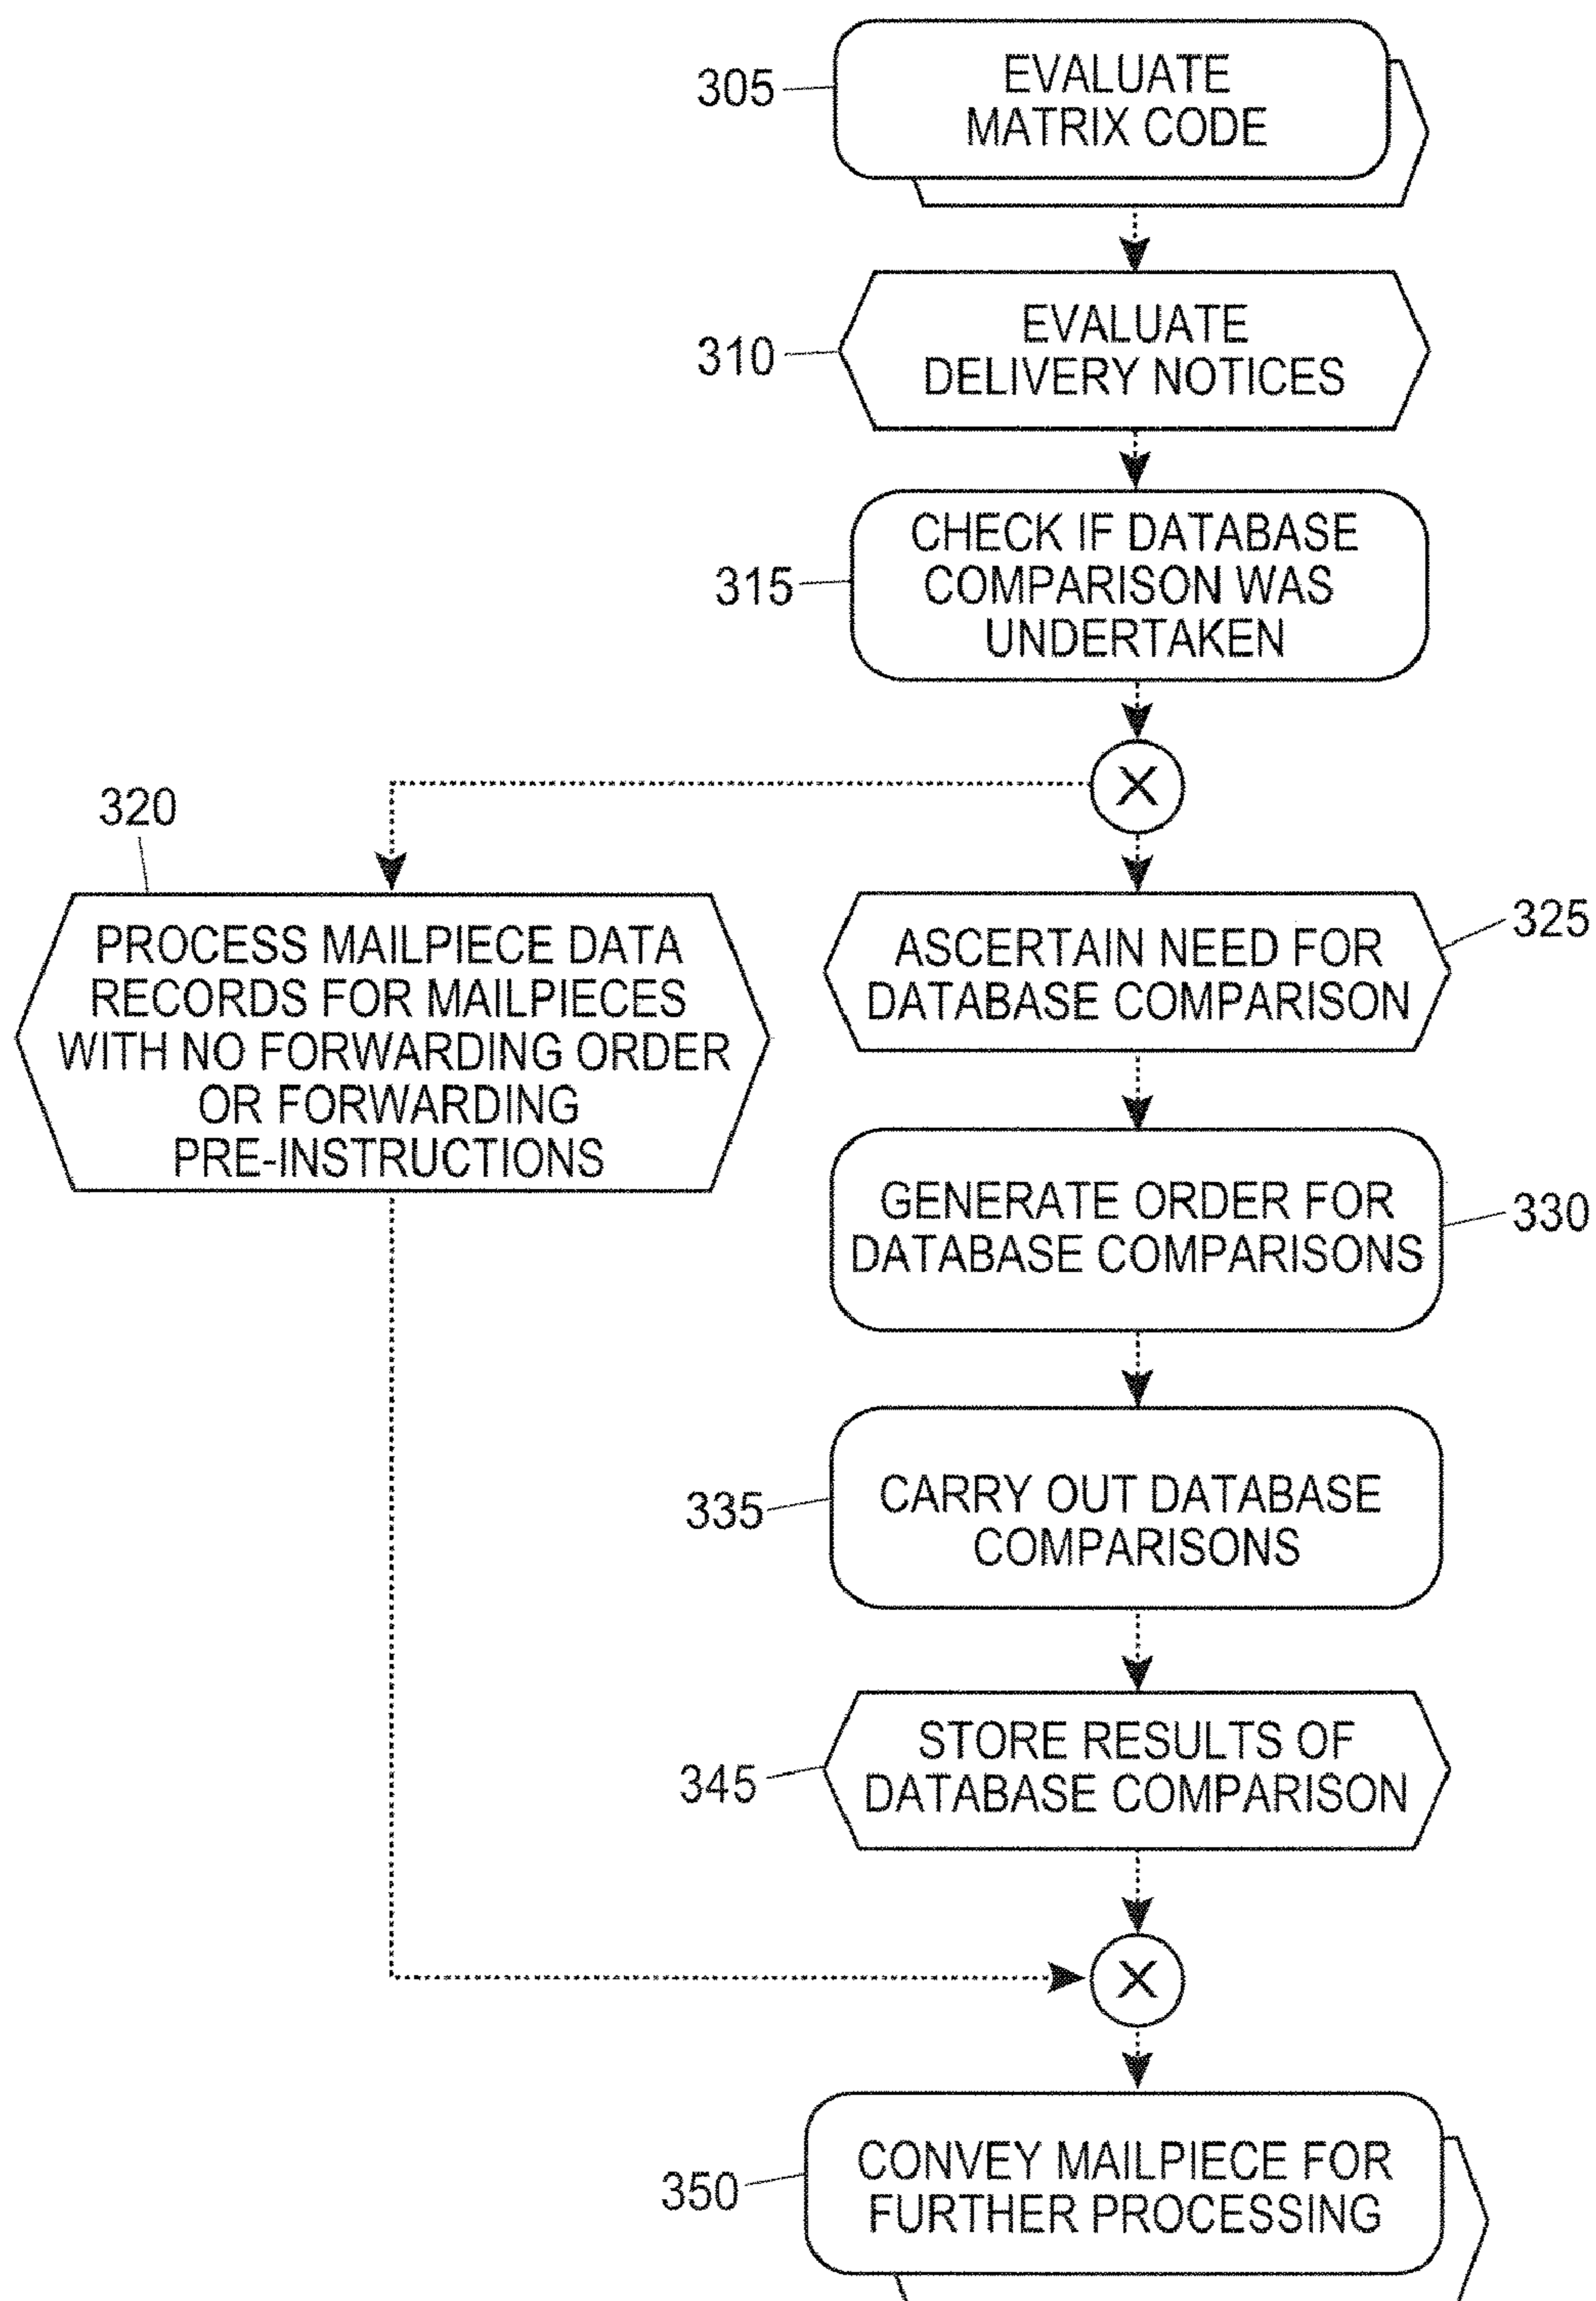 305
EVALUATE
MATRIX CODE
310
EVALUATE
DELIVERY NOTICES
315
CHECK IF DATABASE
COMPARISON WAS
UNDERTAKEN
X
320
PROCESS MAILPIECE DATA
RECORDS FOR MAILPIECES
WITH NO FORWARDING ORDER
OR FORWARDING
PRE-INSTRUCTIONS
325
ASCERTAIN NEED FOR
DATABASE COMPARISON
330
GENERATE ORDER FOR
DATABASE COMPARISONS
335
CARRY OUT DATABASE
COMPARISONS
345
STORE RESULTS OF
DATABASE COMPARISON
X
350
CONVEY MAILPIECE FOR
FURTHER PROCESSING